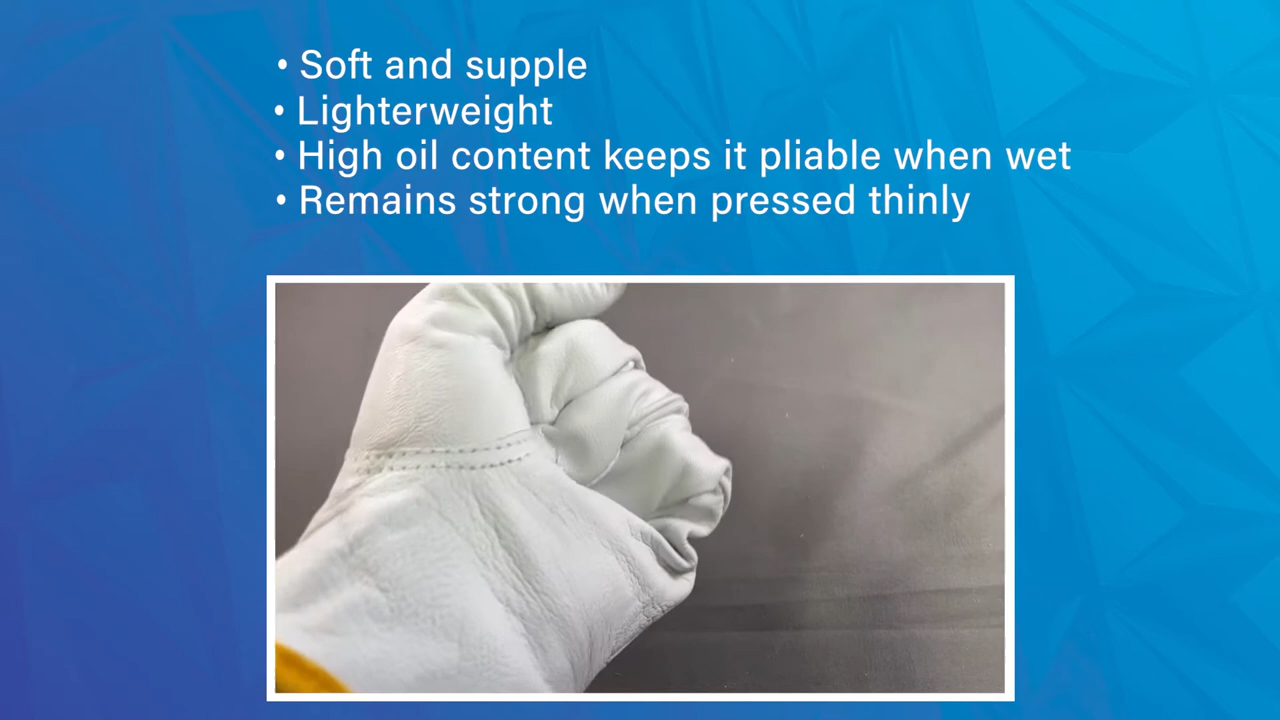 • Soft and supple
• Lighterweight
• High oil content keeps it pliable when wet
• Remains strong when pressed thinly